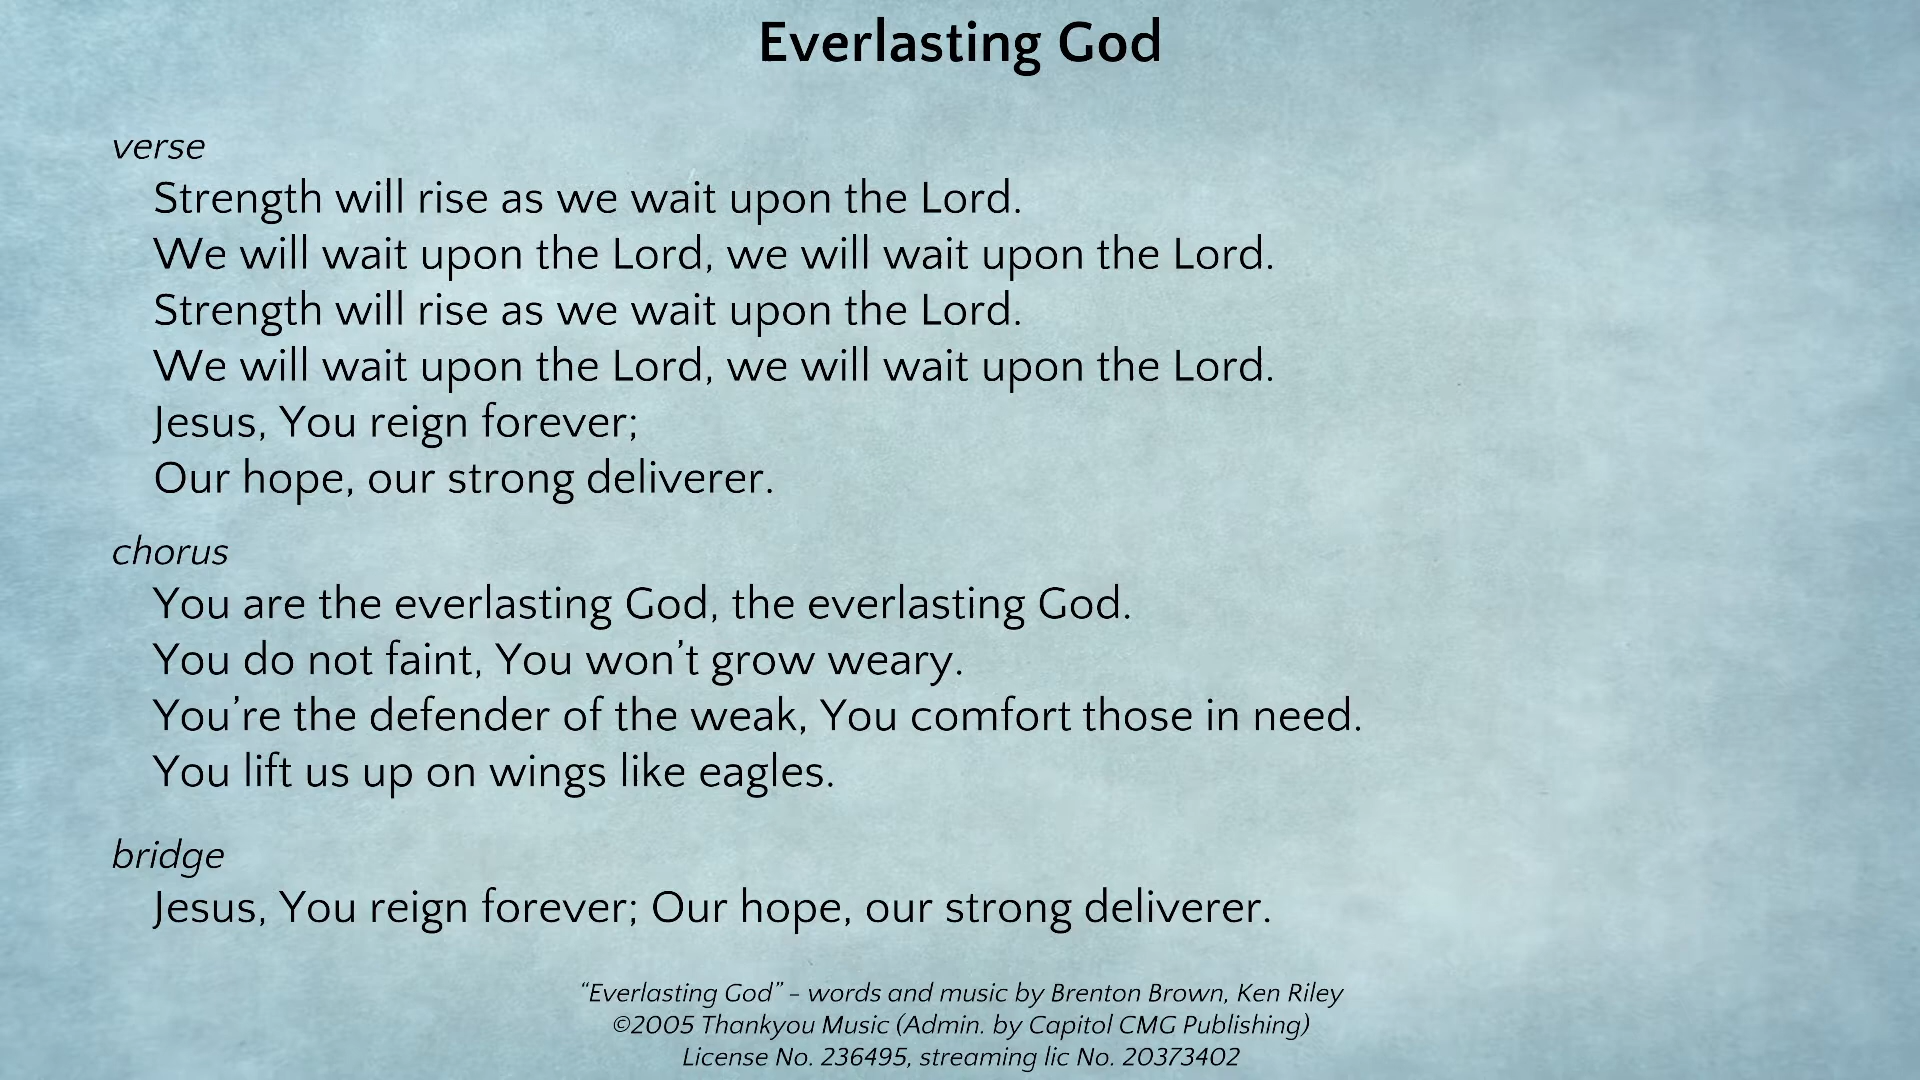 Everlasting God
verse
Strength will rise as we wait upon the Lord.
We will wait upon the Lord, we will wait upon the Lord.
Strength will rise as we wait upon the Lord.
We will wait upon the Lord, we will wait upon the Lord.
Jesus, You reign forever;
Our hope, our strong deliverer.
chorus
You are the everlasting God, the everlasting God.
You do not faint, You won’t grow weary.
You’re the defender of the weak, You comfort those in need.
You lift us up on wings like eagles.
bridge
Jesus, You reign forever; Our hope, our strong deliverer.
“Everlasting God” – words and music by Brenton Brown, Ken Riley
©2005 Thankyou Music (Admin. by Capitol CMG Publishing)
License No. 236495, streaming lic No. 20373402